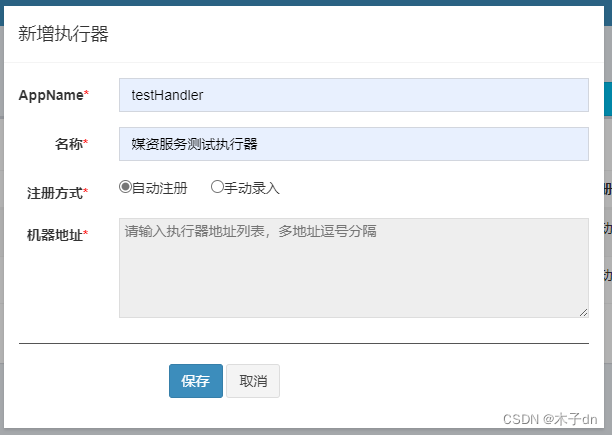 新增执行器
AppName*
testHandler
名称*
媒资服务测试执行器
注册方式*
自动注册 手动录入
机器地址*
请输入执行器地址列表，多地址逗号分隔
保存 取消
CSDN @木子dn